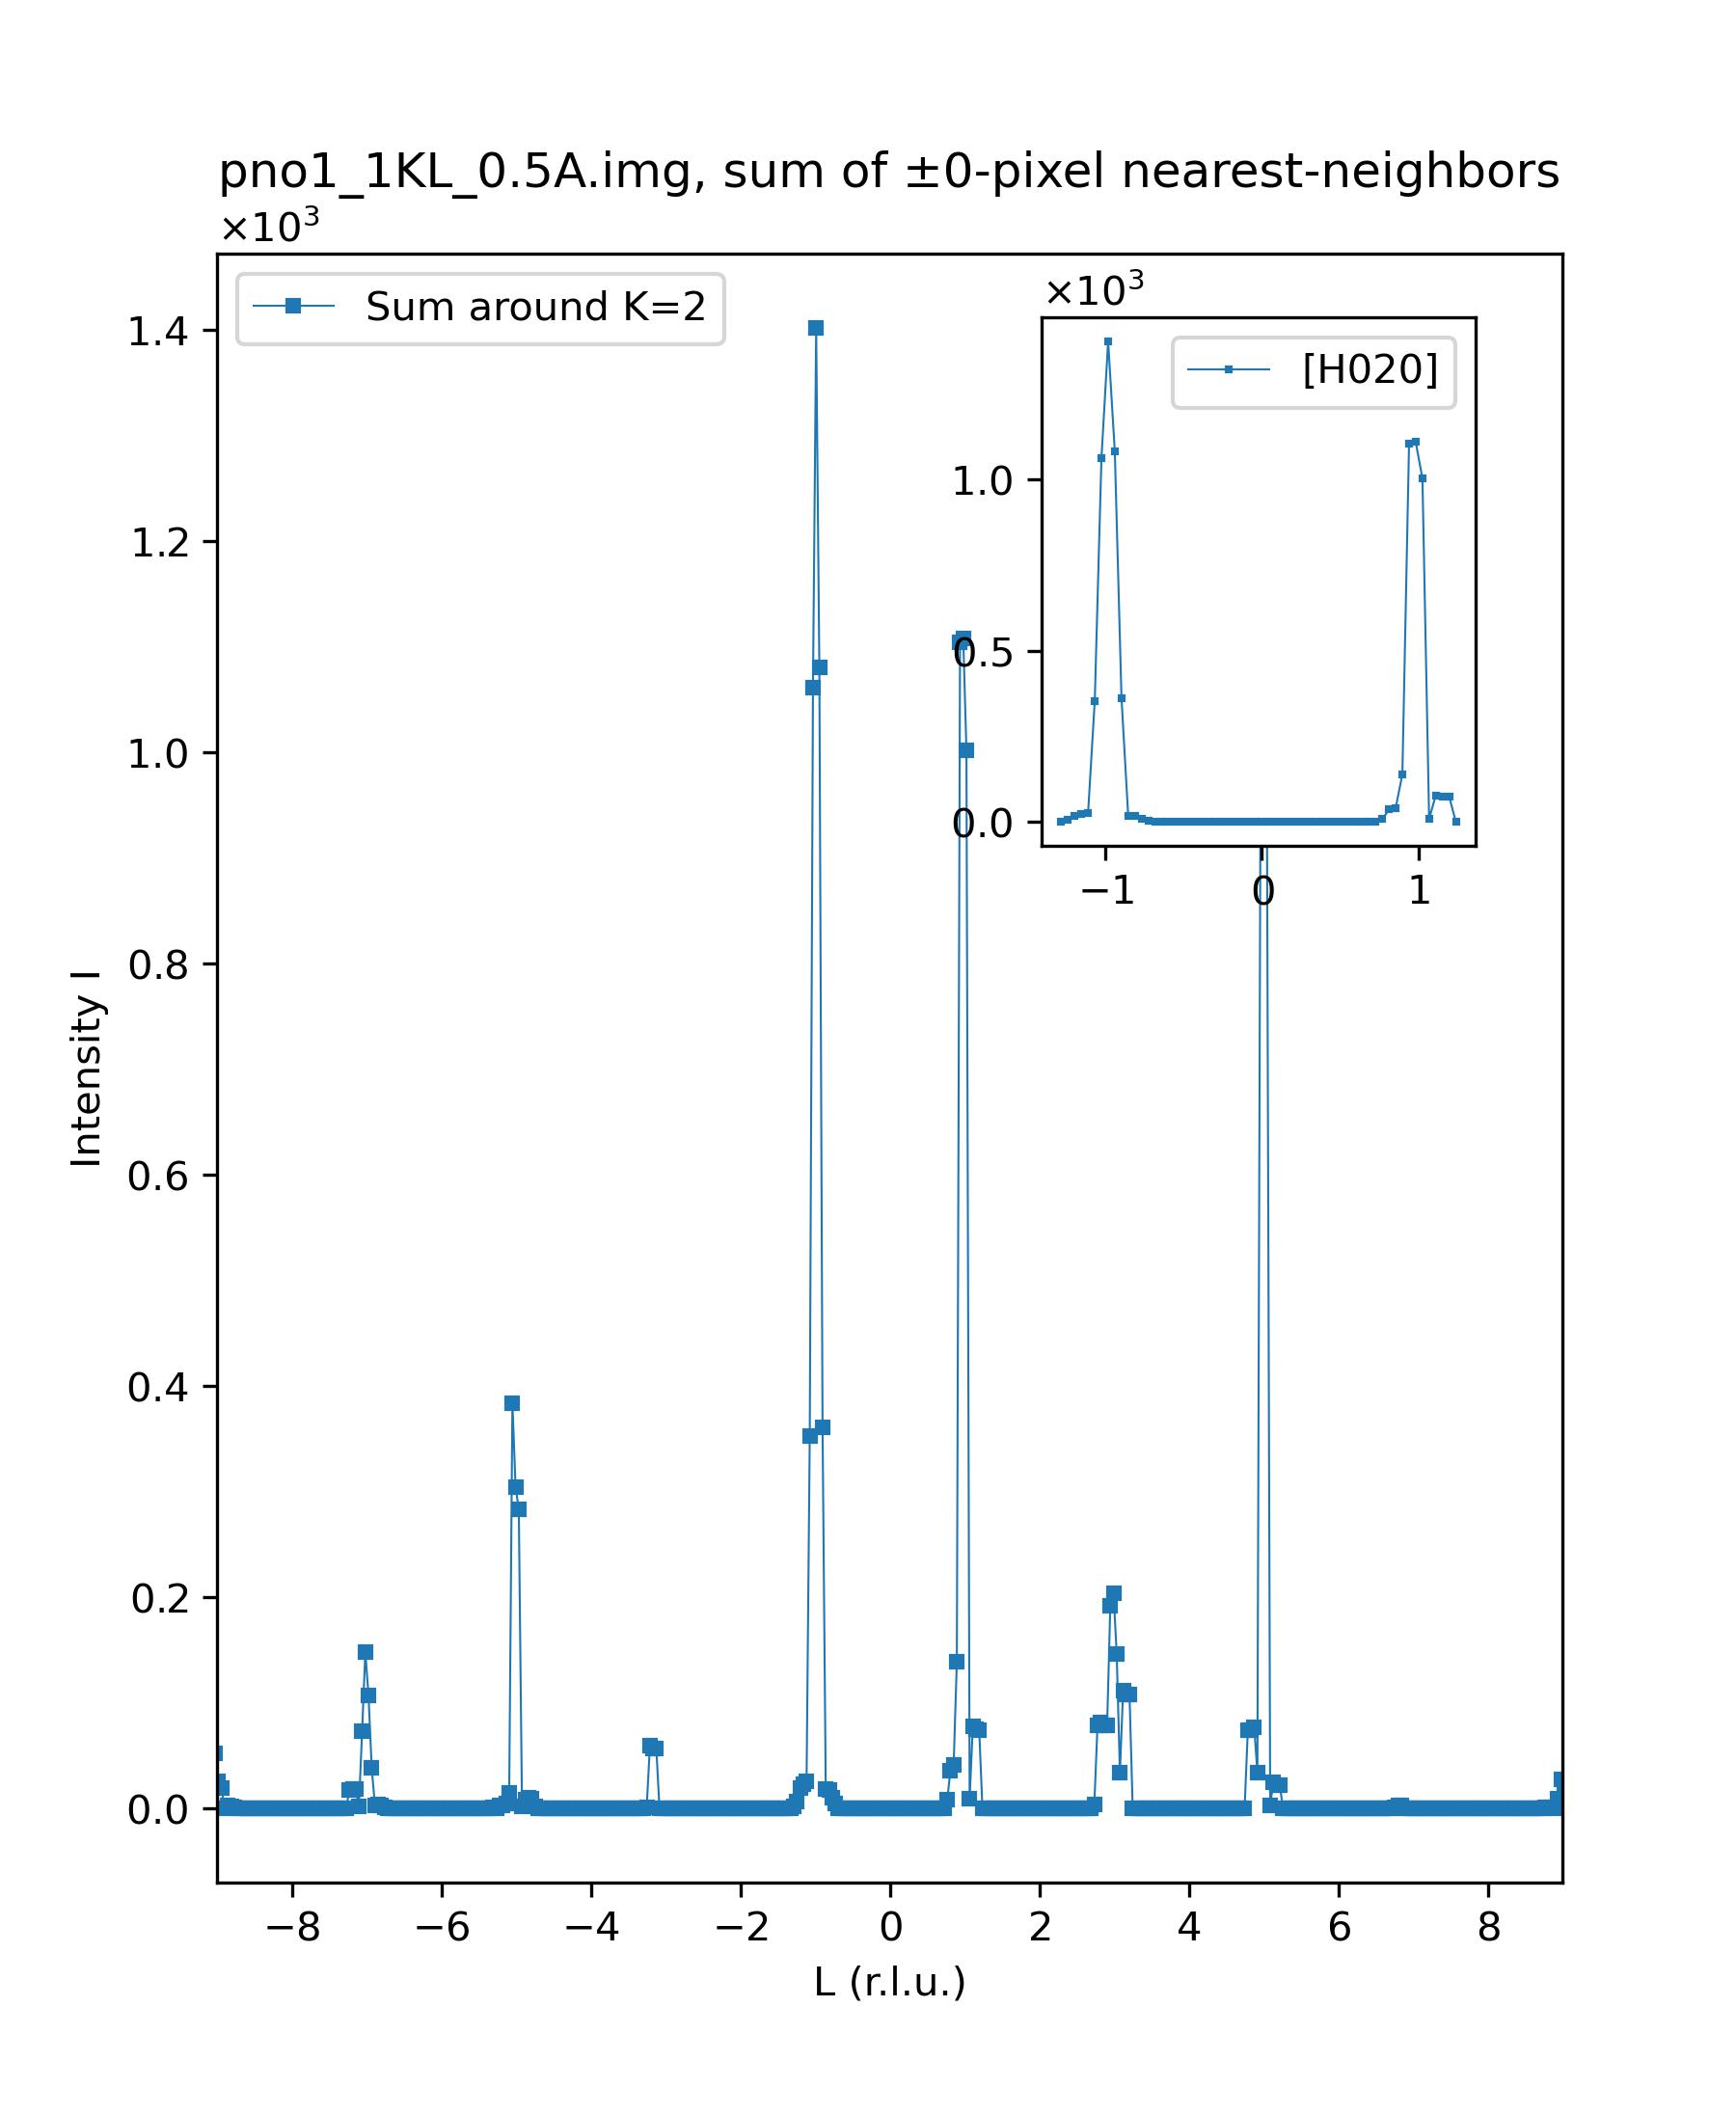 pno1_1KL_0.5A.img, sum of ±0-pixel nearest-neighbors
×10³
Sum around K=2
1.4
1.2
1.0
0.8
0.6
0.4
0.2
0.0
Intensity I
−8 −6 −4 −2 0 2 4 6 8
L (r.l.u.)
×10³
[H020]
1.0
0.5
0.0
−1 0 1